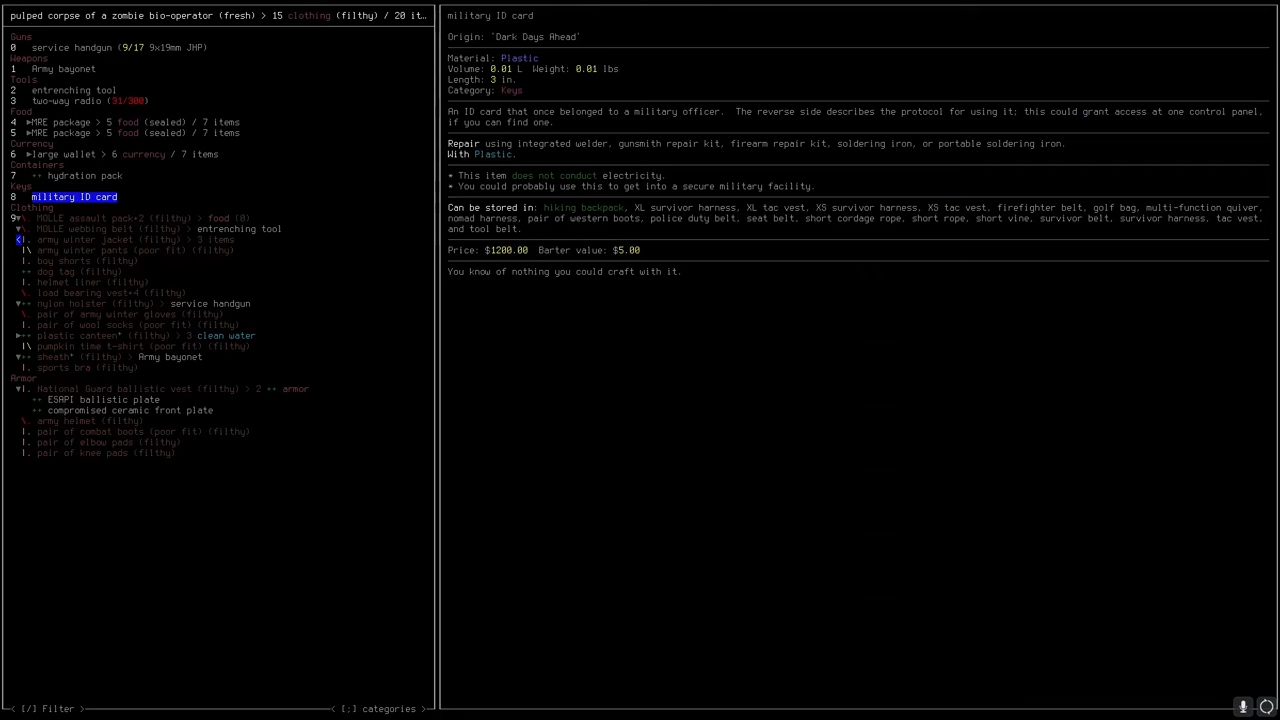 pulped corpse of a zombie bio-operator (fresh) > 15 clothing (filthy) / 20 it…
Guns
0 service handgun (9/17 9x19mm JHP)
Weapons
1 Army bayonet
Tools
2 entrenching tool
3 two-way radio (31/300)
Food
4 ▶MRE package > 5 food (sealed) / 7 items
5 ▶MRE package > 5 food (sealed) / 7 items
Currency
6 ▶large wallet > 6 currency / 7 items
Containers
7 ++ hydration pack
Keys
8 military ID card
Clothing
9▼\. MOLLE assault pack+2 (filthy) > food (0)
▼\. MOLLE webbing belt (filthy) > entrenching tool
<|. army winter jacket (filthy) > 3 items
|\ army winter pants (poor fit) (filthy)
|. boy shorts (filthy)
++ dog tag (filthy)
|. helmet liner (filthy)
\. load bearing vest+4 (filthy)
▼++ nylon holster (filthy) > service handgun
\. pair of army winter gloves (filthy)
|. pair of wool socks (poor fit) (filthy)
▶++ plastic canteen* (filthy) > 3 clean water
|\ pumpkin time t-shirt (poor fit) (filthy)
▼++ sheath* (filthy) > Army bayonet
|. sports bra (filthy)
Armor
▼|. National Guard ballistic vest (filthy) > 2 ++ armor
++ ESAPI ballistic plate
++ compromised ceramic front plate
\. army helmet (filthy)
|. pair of combat boots (poor fit) (filthy)
|. pair of elbow pads (filthy)
|. pair of knee pads (filthy)
< [/] Filter >
< [;] categories >
military ID card
Origin: 'Dark Days Ahead'
Material: Plastic
Volume: 0.01 L Weight: 0.01 lbs
Length: 3 in.
Category: Keys
An ID card that once belonged to a military officer. The reverse side describes the protocol for using it; this could grant access at one control panel,
if you can find one.
Repair using integrated welder, gunsmith repair kit, firearm repair kit, soldering iron, or portable soldering iron.
With Plastic.
* This item does not conduct electricity.
* You could probably use this to get into a secure military facility.
Can be stored in: hiking backpack, XL survivor harness, XL tac vest, XS survivor harness, XS tac vest, firefighter belt, golf bag, multi-function quiver,
nomad harness, pair of western boots, police duty belt, seat belt, short cordage rope, short rope, short vine, survivor belt, survivor harness, tac vest,
and tool belt.
Price: $1200.00 Barter value: $5.00
You know of nothing you could craft with it.